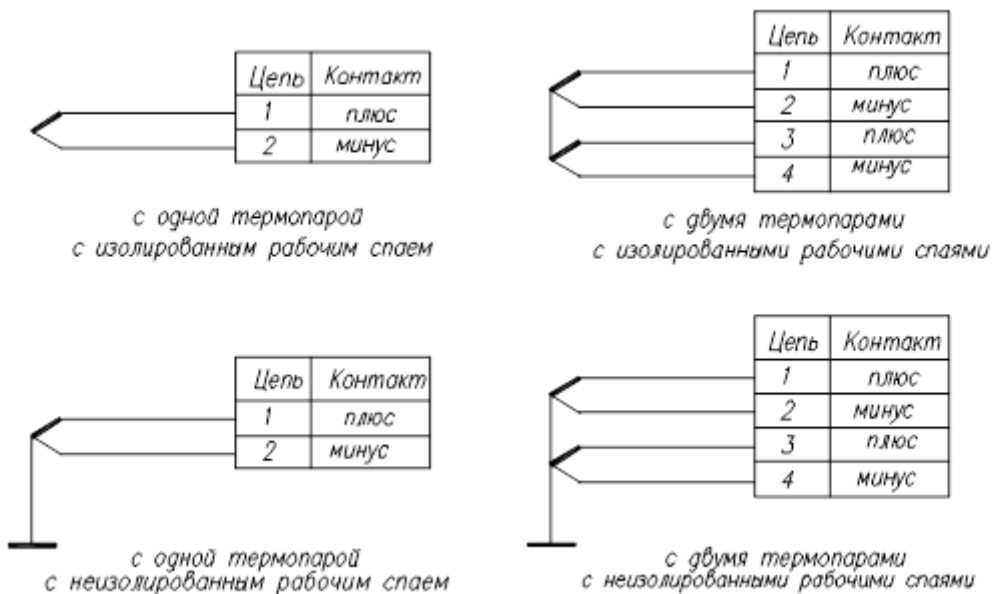 Цепь Контакт
1 плюс
2 минус
с одной термопарой
с изолированным рабочим спаем
Цепь Контакт
1 плюс
2 минус
3 плюс
4 минус
с двумя термопарами
с изолированными рабочими спаями
Цепь Контакт
1 плюс
2 минус
с одной термопарой
с неизолированным рабочим спаем
Цепь Контакт
1 плюс
2 минус
3 плюс
4 минус
с двумя термопарами
с неизолированными рабочими спаями